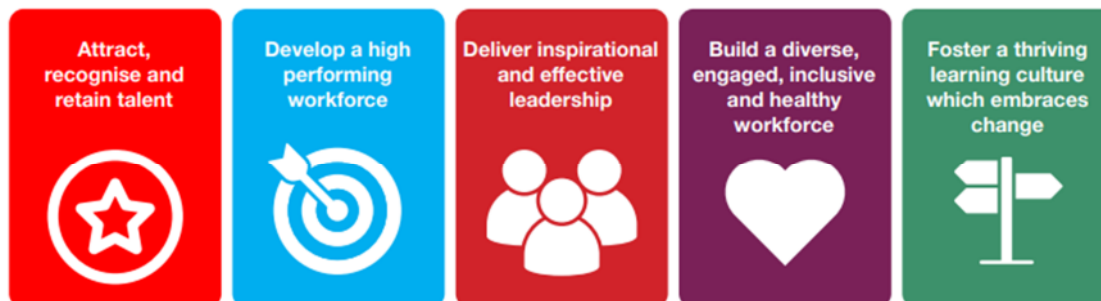 Attract,
recognise and
retain talent
Develop a high
performing
workforce
Deliver inspirational
and effective
leadership
Build a diverse,
engaged, inclusive
and healthy
workforce
Foster a thriving
learning culture
which embraces
change